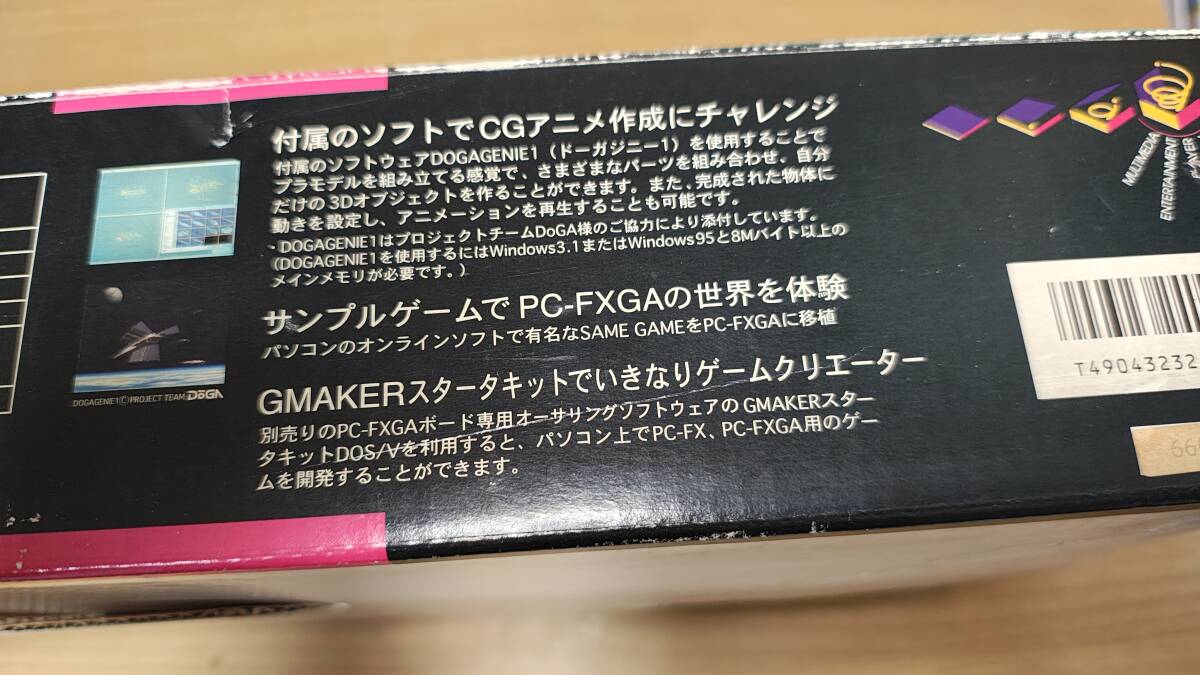 付属のソフトでCGアニメ作成にチャレンジ
付属のソフトウェアDOGAGENIE1（ドーガジニー1）を使用することで
プラモデルを組み立てる感覚で、さまざまなパーツを組み合わせ、自分
だけの3Dオブジェクトを作ることができます。また、完成された物体に
動きを設定し、アニメーションを再生することも可能です。
・DOGAGENIE1はプロジェクトチームDoGA様のご協力により添付しています。
(DOGAGENIE1を使用するにはWindows3.1またはWindows95と8Mバイト以上の
メインメモリが必要です。)
サンプルゲームでPC-FXGAの世界を体験
パソコンのオンラインソフトで有名なSAME GAMEをPC-FXGAに移植
GMAKERスタータキットでいきなりゲームクリエーター
別売りのPC-FXGAボード専用オーサリングソフトウェアのGMAKERスター
タキットDOS/Vを利用すると、パソコン上でPC-FX、PC-FXGA用のゲー
ムを開発することができます。
DOGAGENIE1©PROJECT TEAM DōGA
MULTIMEDIA
ENTERTAINMENT
PLAYER
T49043232